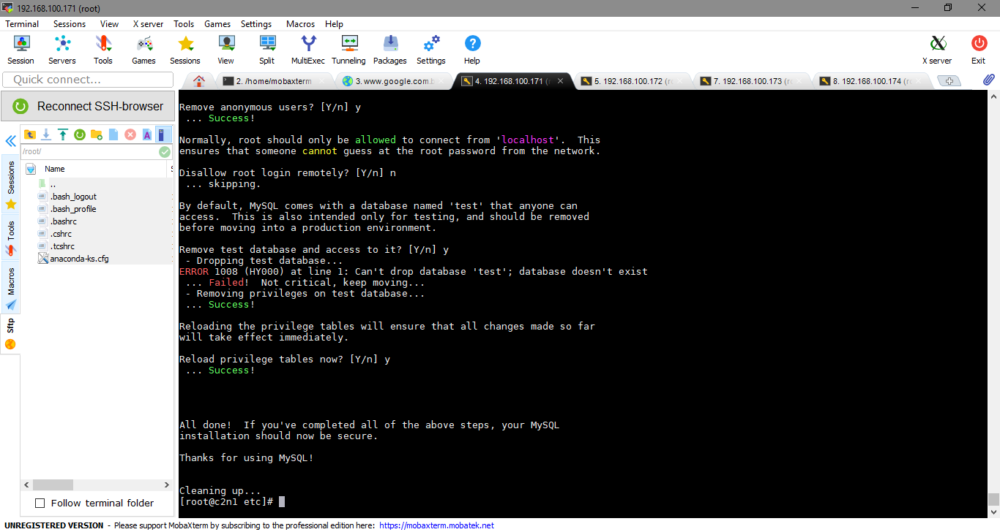 192.168.100.171 (root)
Terminal Sessions View X server Tools Games Settings Macros Help
Session Servers Tools Games Sessions View Split MultiExec Tunneling Packages Settings Help X server Exit
Quick connect...
2. /home/mobaxterm
3. www.google.com.b
4. 192.168.100.171 (
5. 192.168.100.172 (r
7. 192.168.100.173 (r
8. 192.168.100.174 (r
Reconnect SSH-browser
/root/
Name
..
.bash_logout
.bash_profile
.bashrc
.cshrc
.tcshrc
anaconda-ks.cfg
Sessions
Tools
Macros
Sftp
Follow terminal folder
Remove anonymous users? [Y/n] y
... Success!
Normally, root should only be allowed to connect from 'localhost'. This
ensures that someone cannot guess at the root password from the network.
Disallow root login remotely? [Y/n] n
... skipping.
By default, MySQL comes with a database named 'test' that anyone can
access. This is also intended only for testing, and should be removed
before moving into a production environment.
Remove test database and access to it? [Y/n] y
- Dropping test database...
ERROR 1008 (HY000) at line 1: Can't drop database 'test'; database doesn't exist
... Failed! Not critical, keep moving...
- Removing privileges on test database...
... Success!
Reloading the privilege tables will ensure that all changes made so far
will take effect immediately.
Reload privilege tables now? [Y/n] y
... Success!
All done! If you've completed all of the above steps, your MySQL
installation should now be secure.
Thanks for using MySQL!
Cleaning up...
[root@c2n1 etc]#
UNREGISTERED VERSION - Please support MobaXterm by subscribing to the professional edition here: https://mobaxterm.mobatek.net